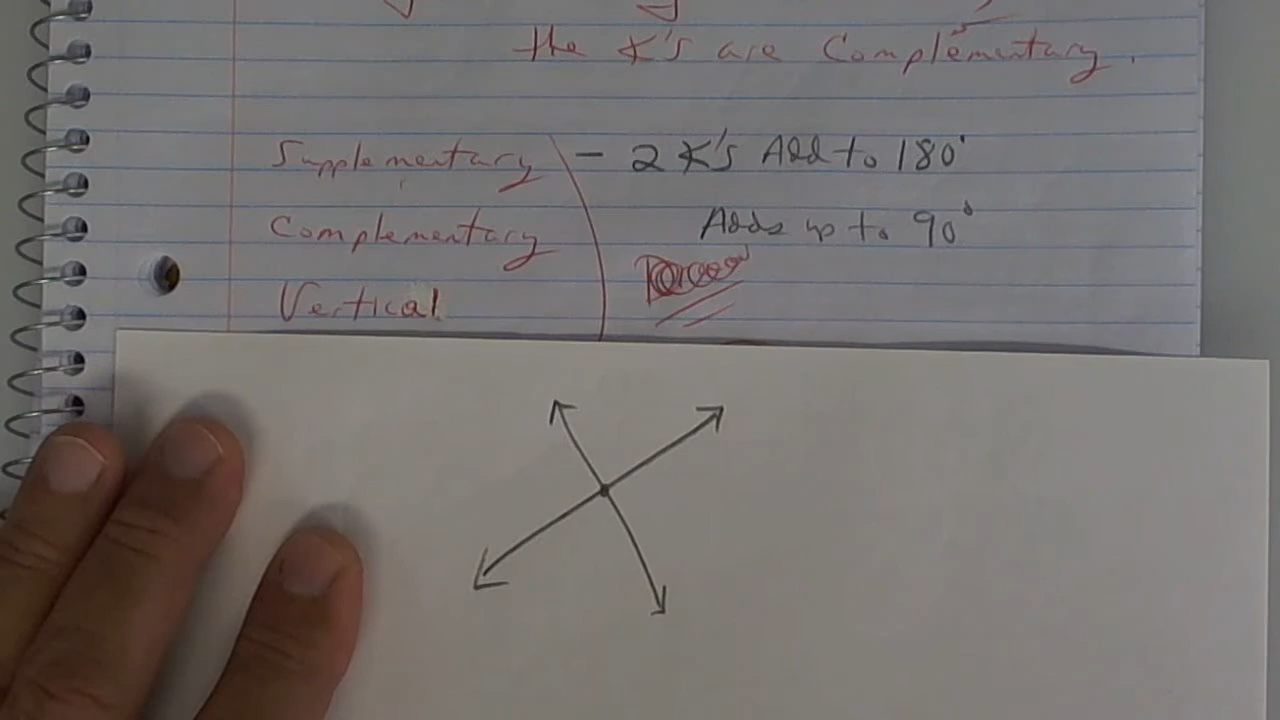 the ∠'s are Complementary.
Supplementary - 2 ∠'s Add to 180°
Complementary Adds up to 90°
Vertical